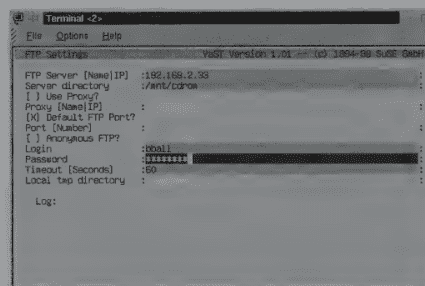 Terminal <2>
File Options Help
FTP Settings YaST Version 1.01 -- (c) 1994-98 SuSE GmbH
FTP Server [Name|IP] :192.168.2.33
Server directory :/mnt/cdrom
[ ] Use Proxy?
Proxy [Name|IP] :
[X] Default FTP Port?
Port [Number] :
[ ] Anonymous FTP?
Login :bball
Password :********
Timeout [Seconds] :60
Local tmp directory :
Log: